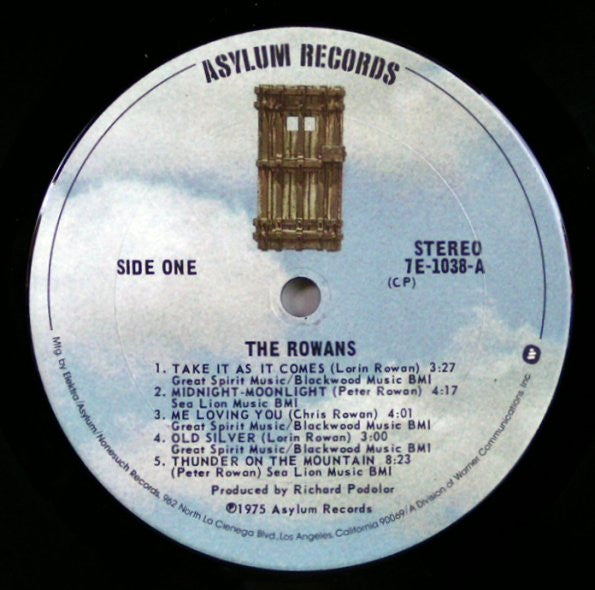 ASYLUM RECORDS
SIDE ONE
STEREO
7E-1038-A
(CP)
THE ROWANS
1. TAKE IT AS IT COMES (Lorin Rowan) 3:27
Great Spirit Music/Blackwood Music BMI
2. MIDNIGHT-MOONLIGHT (Peter Rowan) 4:17
Sea Lion Music BMI
3. ME LOVING YOU (Chris Rowan) 4:01
Great Spirit Music/Blackwood Music BMI
4. OLD SILVER (Lorin Rowan) 3:00
Great Spirit Music/Blackwood Music BMI
5. THUNDER ON THE MOUNTAIN 8:23
(Peter Rowan) Sea Lion Music BMI
Produced by Richard Podolor
℗1975 Asylum Records
Mfg. by Elektra/Asylum/Nonesuch Records, 962 North La Cienega Blvd., Los Angeles, California 90069/A Division of Warner Communications Inc.